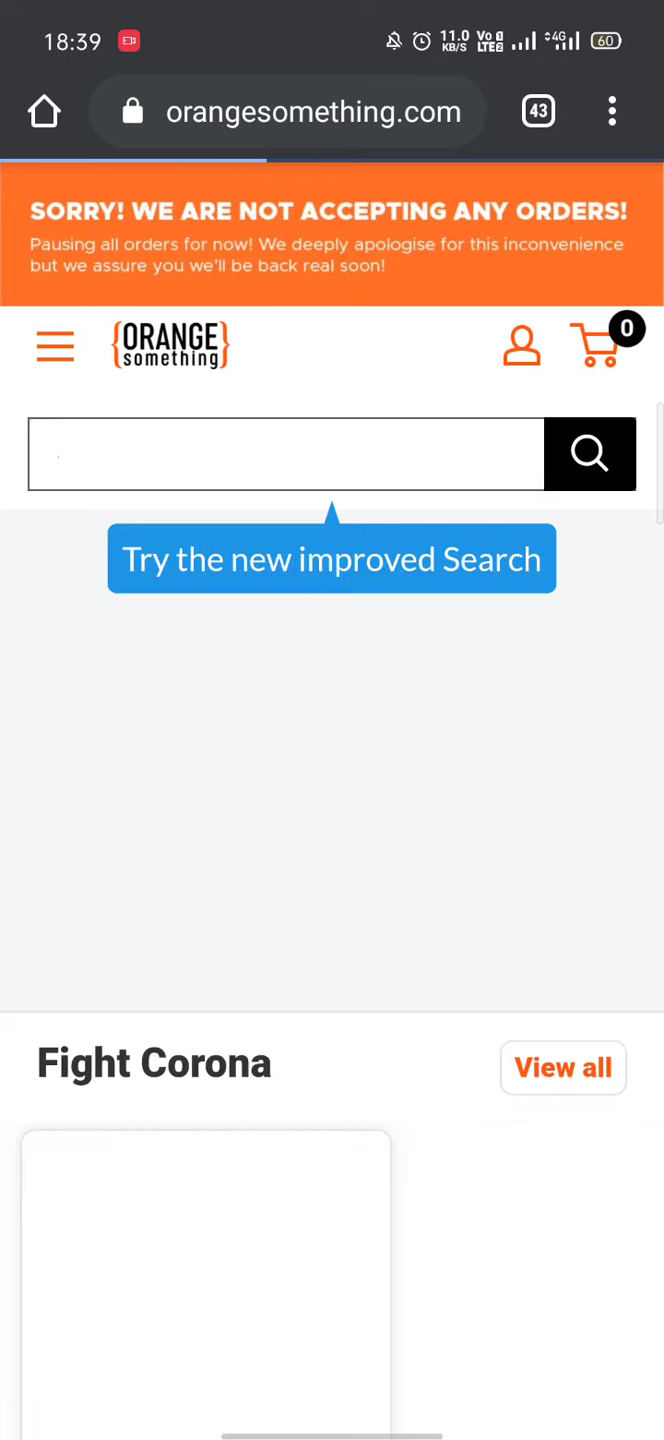 18:39
11.0 KB/S Vo LTE2 4G 60
orangesomething.com
43
SORRY! WE ARE NOT ACCEPTING ANY ORDERS!
Pausing all orders for now! We deeply apologise for this inconvenience
but we assure you we'll be back real soon!
{ORANGE
something}
0
Try the new improved Search
Fight Corona
View all